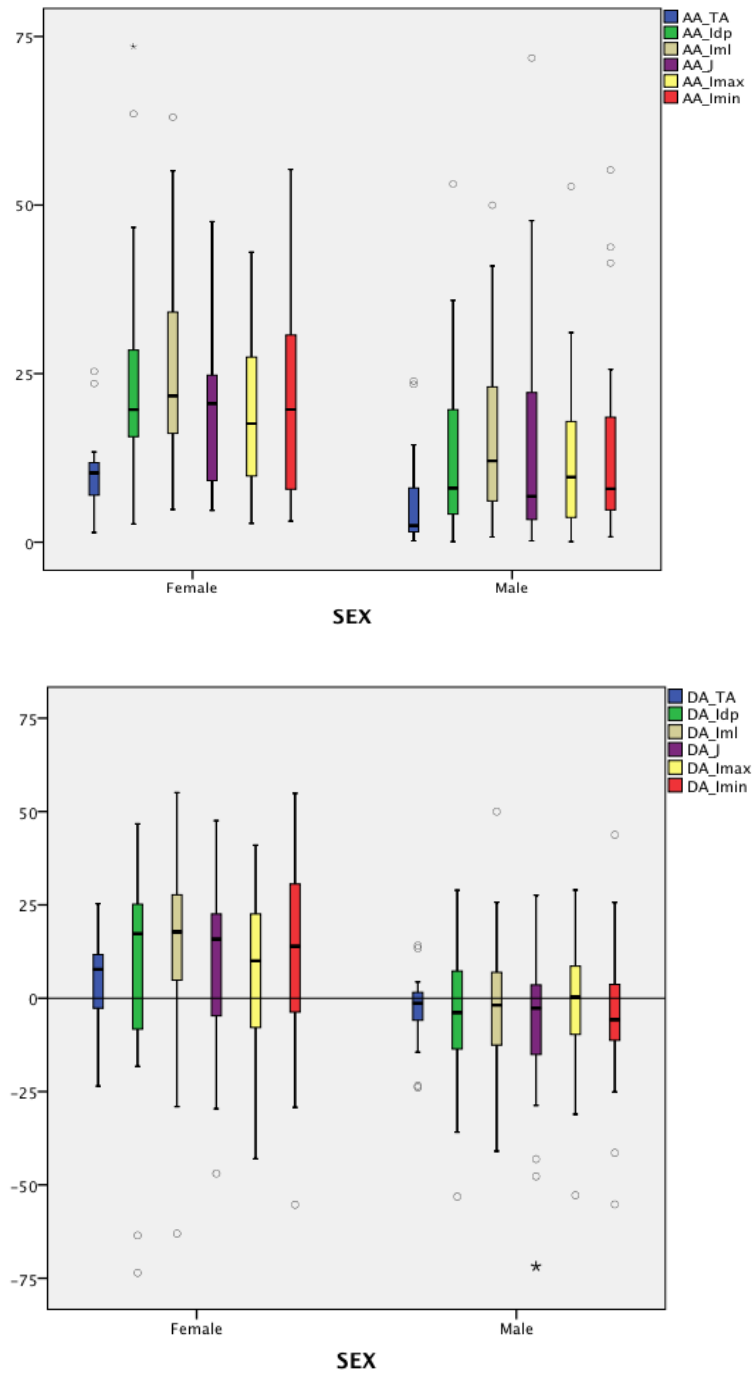 75
50
25
0
AA_TA
AA_Idp
AA_Iml
AA_J
AA_Imax
AA_Imin
Female
Male
SEX
75
50
25
0
-25
-50
-75
DA_TA
DA_Idp
DA_Iml
DA_J
DA_Imax
DA_Imin
Female
Male
SEX